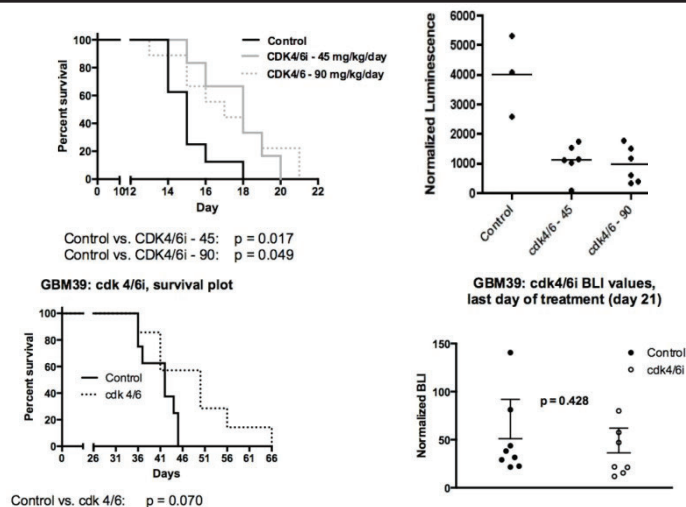 Percent survival
100
80
60
40
20
0
0 1012 14 16 18 20 22
Day
Control
CDK4/6i - 45 mg/kg/day
CDK4/6 - 90 mg/kg/day
Control vs. CDK4/6i - 45: p = 0.017
Control vs. CDK4/6i - 90: p = 0.049
Normalized Luminescence
6000
5000
4000
3000
2000
1000
0
Control
cdk4/6 - 45
cdk4/6 - 90
GBM39: cdk 4/6i, survival plot
Percent survival
100
80
60
40
20
0
0 26 31 36 41 46 51 56 61 66
Days
Control
cdk 4/6
Control vs. cdk 4/6: p = 0.070
GBM39: cdk4/6i BLI values,
last day of treatment (day 21)
Normalized BLI
150
100
50
0
p = 0.428
Control
cdk4/6i